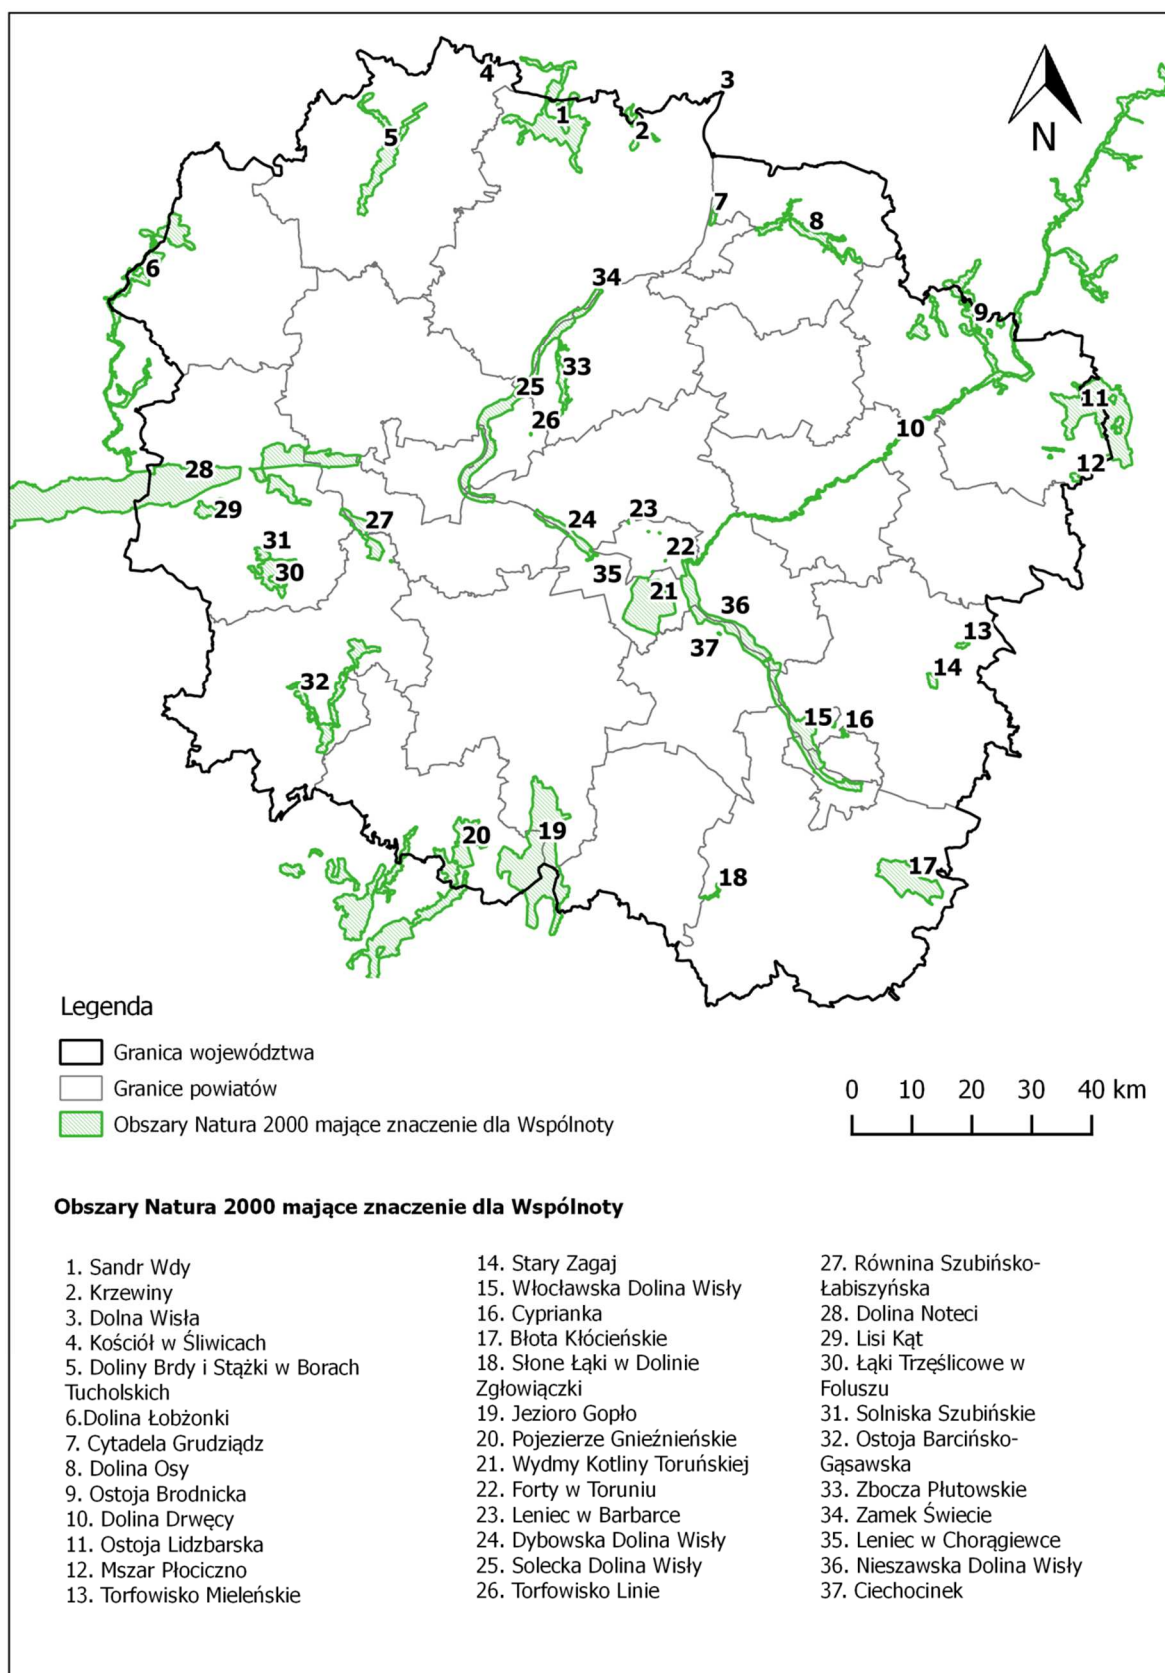 4
3
N
1
2
5
7
8
6
34
9
33
25
11
26
10
28
12
29
23
24
27
31
22
35
30
21
36
13
37
14
32
15
16
20
19
17
18
Legenda
Granica województwa
Granice powiatów
Obszary Natura 2000 mające znaczenie dla Wspólnoty
0 10 20 30 40 km
Obszary Natura 2000 mające znaczenie dla Wspólnoty
1. Sandr Wdy
2. Krzewiny
3. Dolna Wisła
4. Kościół w Śliwicach
5. Doliny Brdy i Stążki w Borach
Tucholskich
6.Dolina Łobżonki
7. Cytadela Grudziądz
8. Dolina Osy
9. Ostoja Brodnicka
10. Dolina Drwęcy
11. Ostoja Lidzbarska
12. Mszar Płociczno
13. Torfowisko Mieleńskie
14. Stary Zagaj
15. Włocławska Dolina Wisły
16. Cyprianka
17. Błota Kłócieńskie
18. Słone Łąki w Dolinie
Zgłowiączki
19. Jezioro Gopło
20. Pojezierze Gnieźnieńskie
21. Wydmy Kotliny Toruńskiej
22. Forty w Toruniu
23. Leniec w Barbarce
24. Dybowska Dolina Wisły
25. Solecka Dolina Wisły
26. Torfowisko Linie
27. Równina Szubińsko-
Łabiszyńska
28. Dolina Noteci
29. Lisi Kąt
30. Łąki Trzęślicowe w
Foluszu
31. Solniska Szubińskie
32. Ostoja Barcińsko-
Gąsawska
33. Zbocza Płutowskie
34. Zamek Świecie
35. Leniec w Chorągiewce
36. Nieszawska Dolina Wisły
37. Ciechocinek